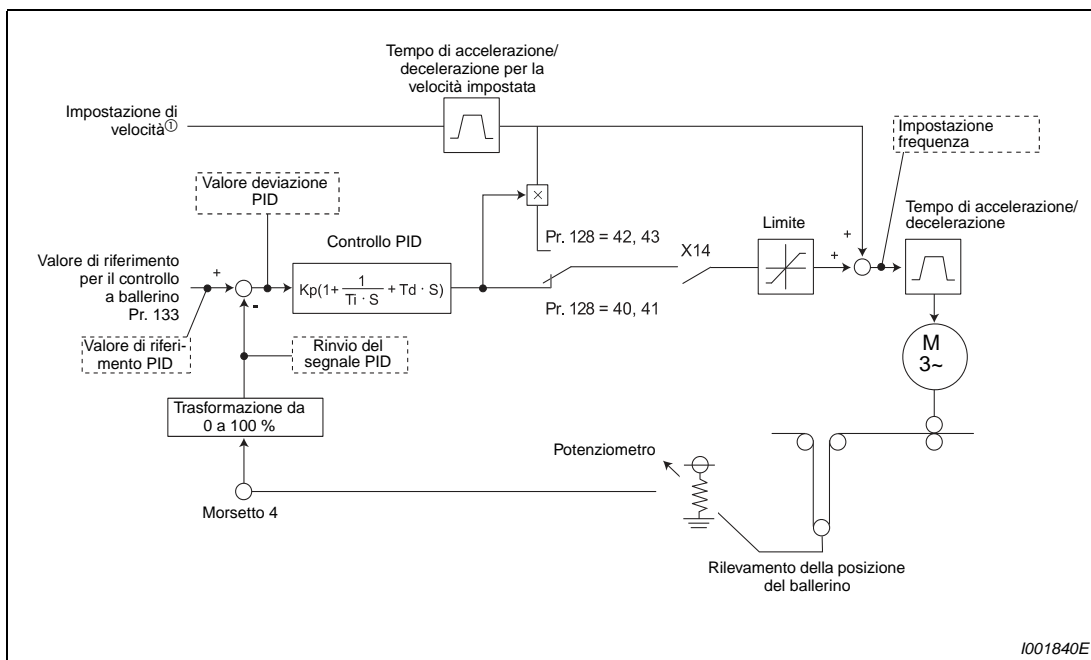 Tempo di accelerazione/
decelerazione per la
velocità impostata
Impostazione di
velocità①
Impostazione
frequenza
Valore deviazione
PID
Tempo di accelerazione/
decelerazione
×
Controllo PID
Pr. 128 = 42, 43
X14
Limite
+
+
Valore di riferimento
per il controllo
a ballerino
Pr. 133
+
-
Kp(1+ 1/(Ti · S) + Td · S)
Pr. 128 = 40, 41
Valore di riferi-
mento PID
Rinvio del
segnale PID
M
3~
Trasformazione da
0 a 100 %
Potenziometro
Morsetto 4
Rilevamento della posizione
del ballerino
I001840E